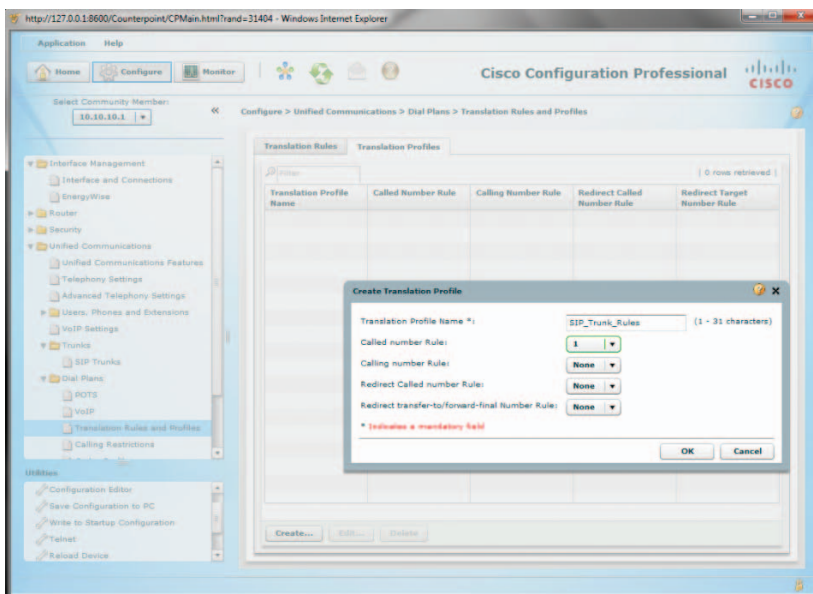 http://127.0.0.1:8600/Counterpoint/CPMain.html?rand=31404 - Windows Internet Explorer
Application Help
Home Configure Monitor
Cisco Configuration Professional
CISCO
Select Community Member:
10.10.10.1
Configure > Unified Communications > Dial Plans > Translation Rules and Profiles
Interface Management
Interface and Connections
EnergyWise
Router
Security
Unified Communications
Unified Communications Features
Telephony Settings
Advanced Telephony Settings
Users, Phones and Extensions
VoIP Settings
Trunks
SIP Trunks
Dial Plans
POTS
VoIP
Translation Rules and Profiles
Calling Restrictions
Utilities
Configuration Editor
Save Configuration to PC
Write to Startup Configuration
Telnet
Reload Device
Translation Rules Translation Profiles
Filter
0 rows retrieved
Translation Profile Name Called Number Rule Calling Number Rule Redirect Called Number Rule Redirect Target Number Rule
Create Translation Profile
Translation Profile Name *: SIP_Trunk_Rules (1 - 31 characters)
Called number Rule: 1
Calling number Rule: None
Redirect Called number Rule: None
Redirect transfer-to/forward-final Number Rule: None
* Indicates a mandatory field
OK Cancel
Create... Edit... Delete